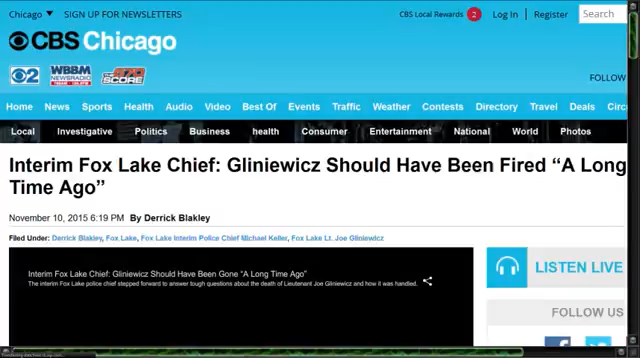 Chicago SIGN UP FOR NEWSLETTERS CBS Local Rewards 2 Log In | Register Search
CBS Chicago
2 WBBM NEWSRADIO 670 SCORE
FOLLOW
Home News Sports Health Audio Video Best Of Events Traffic Weather Contests Directory Travel Deals Circ
Local Investigative Politics Business health Consumer Entertainment National World Photos
Interim Fox Lake Chief: Gliniewicz Should Have Been Fired “A Long
Time Ago”
November 10, 2015 6:19 PM By Derrick Blakley
Filed Under: Derrick Blakley, Fox Lake, Fox Lake Interim Police Chief Michael Keller, Fox Lake Lt. Joe Gliniewicz
Interim Fox Lake Chief: Gliniewicz Should Have Been Gone “A Long Time Ago”
The interim Fox Lake police chief stepped forward to answer tough questions about the death of Lieutenant Joe Gliniewicz and how it was handled.
LISTEN LIVE
FOLLOW US